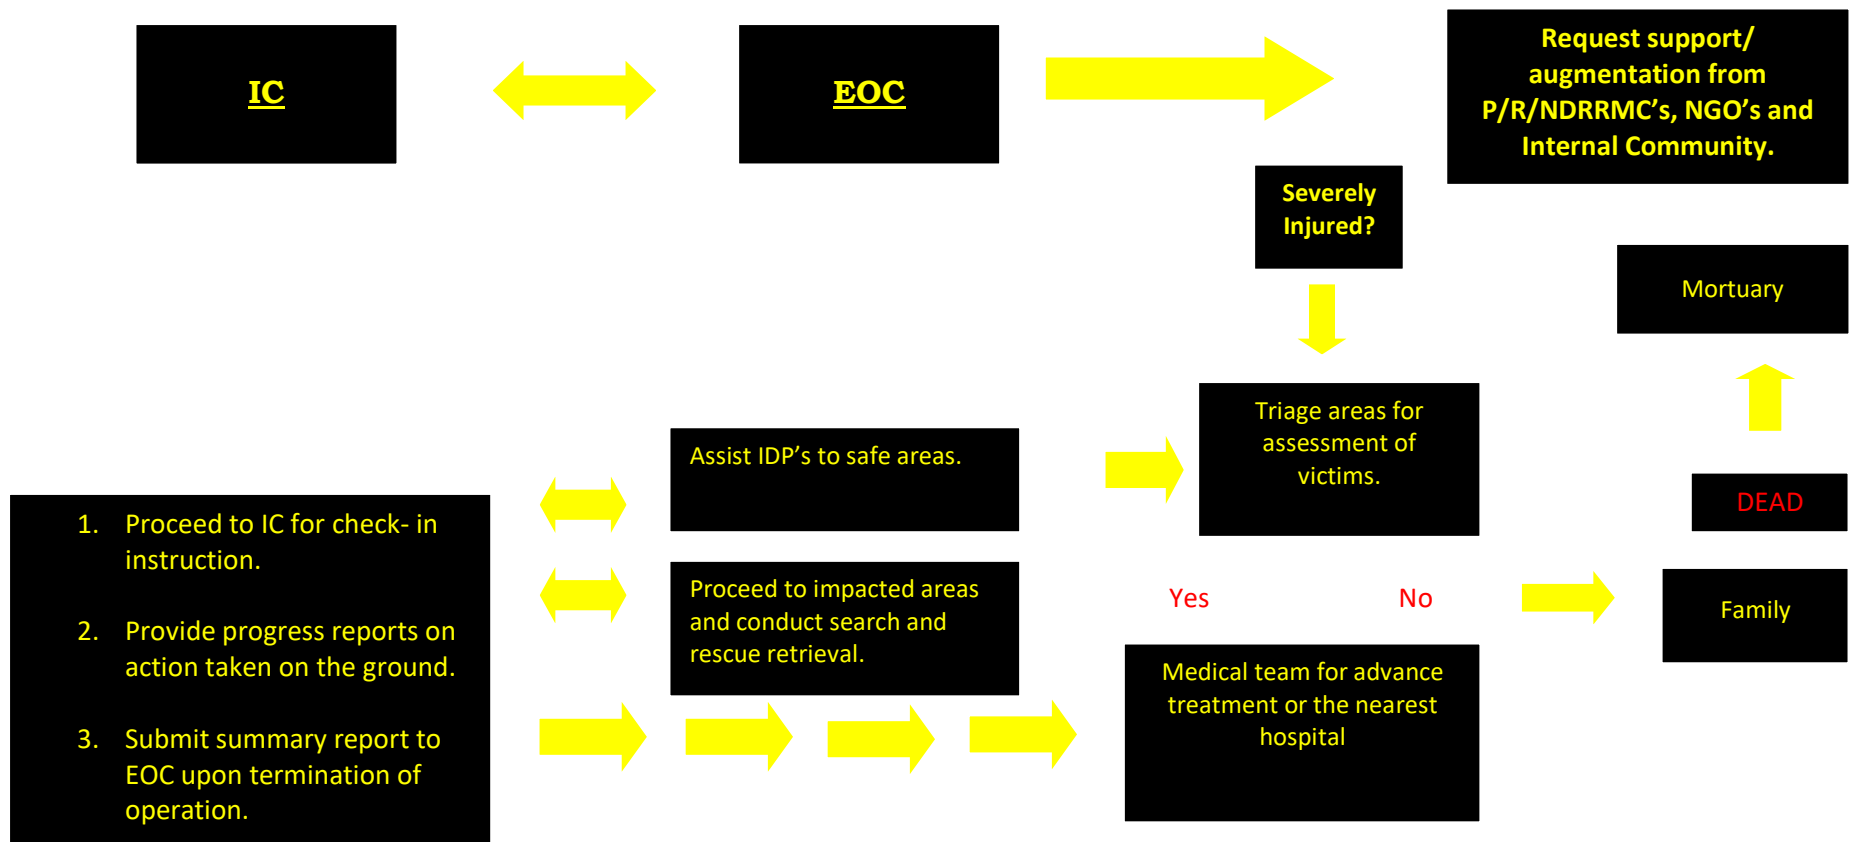 IC
EOC
Request support/
augmentation from
P/R/NDRRMC’s, NGO’s and
Internal Community.
Severely
Injured?
Mortuary
Triage areas for
assessment of
victims.
Assist IDP’s to safe areas.
DEAD
1. Proceed to IC for check- in
instruction.
2. Provide progress reports on
action taken on the ground.
3. Submit summary report to
EOC upon termination of
operation.
Proceed to impacted areas
and conduct search and
rescue retrieval.
Yes
No
Family
Medical team for advance
treatment or the nearest
hospital